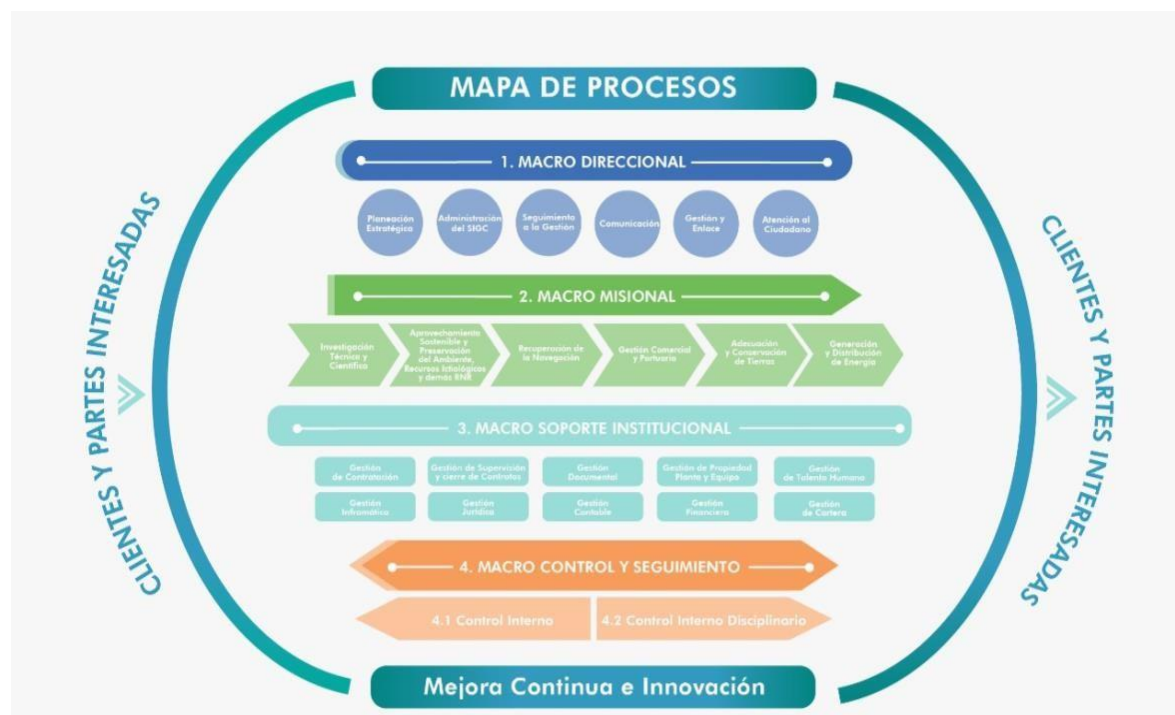 MAPA DE PROCESOS
CLIENTES Y PARTES INTERESADAS
1. MACRO DIRECCIONAL
Planeación
Estratégica
Administración
del SIGC
Seguimiento
a la Gestión
Comunicación
Gestión y
Enlace
Atención al
Ciudadano
2. MACRO MISIONAL
Investigación
Técnica y
Científica
Aprovechamiento
Sostenible y
Preservación
del Ambiente,
Recursos Ictiológicos
y demás RNR
Recuperación de
la Navegación
Gestión Comercial
y Portuaria
Adecuación
y Conservación
de Tierras
Generación
y Distribución
de Energía
3. MACRO SOPORTE INSTITUCIONAL
Gestión
de Contratación
Gestión de Supervisión
y cierre de Contratos
Gestión
Documental
Gestión de Propiedad
Planta y Equipo
Gestión
de Talento Humano
Gestión
Infromática
Gestión
Jurídica
Gestión
Contable
Gestión
Financiera
Gestión
de Cartera
4. MACRO CONTROL Y SEGUIMIENTO
4.1 Control Interno
4.2 Control Interno Disciplinario
Mejora Continua e Innovación
CLIENTES Y PARTES INTERESADAS